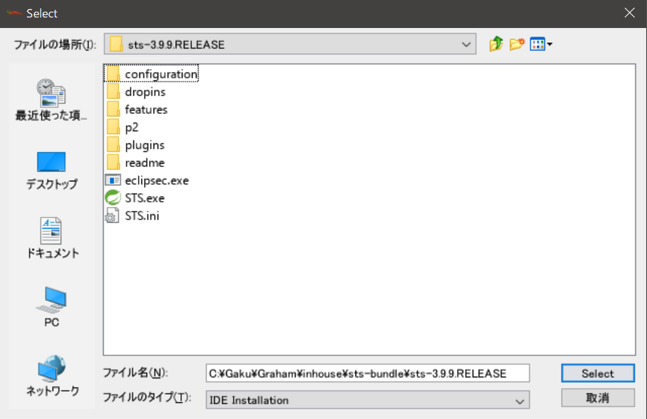 Select
ファイルの場所(I):
sts-3.9.9.RELEASE
最近使った項...
デスクトップ
ドキュメント
PC
ネットワーク
configuration
dropins
features
p2
plugins
readme
eclipsec.exe
STS.exe
STS.ini
ファイル名(N):
C:¥Gaku¥Graham¥inhouse¥sts-bundle¥sts-3.9.9.RELEASE
Select
ファイルのタイプ(T):
IDE Installation
取消